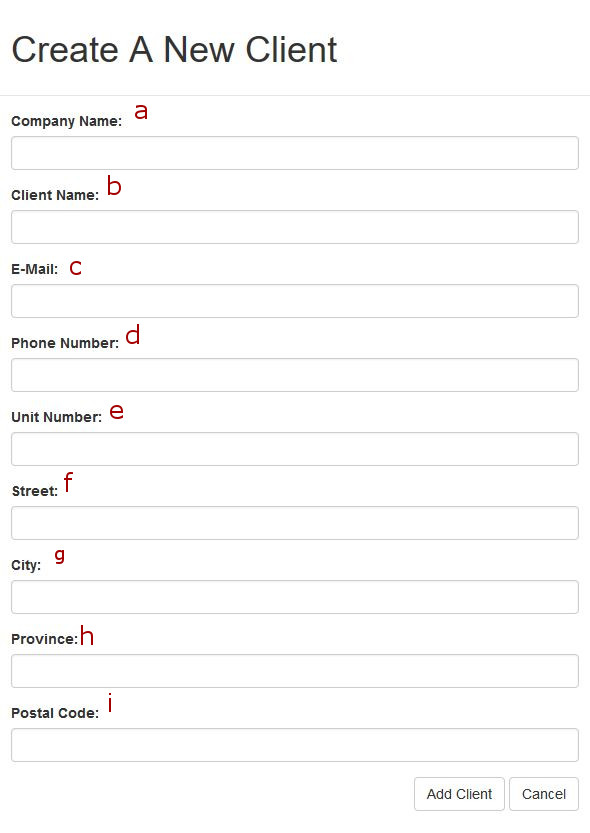 Create A New Client
Company Name: a
Client Name: b
E-Mail: c
Phone Number: d
Unit Number: e
Street: f
City: g
Province: h
Postal Code: i
Add Client Cancel